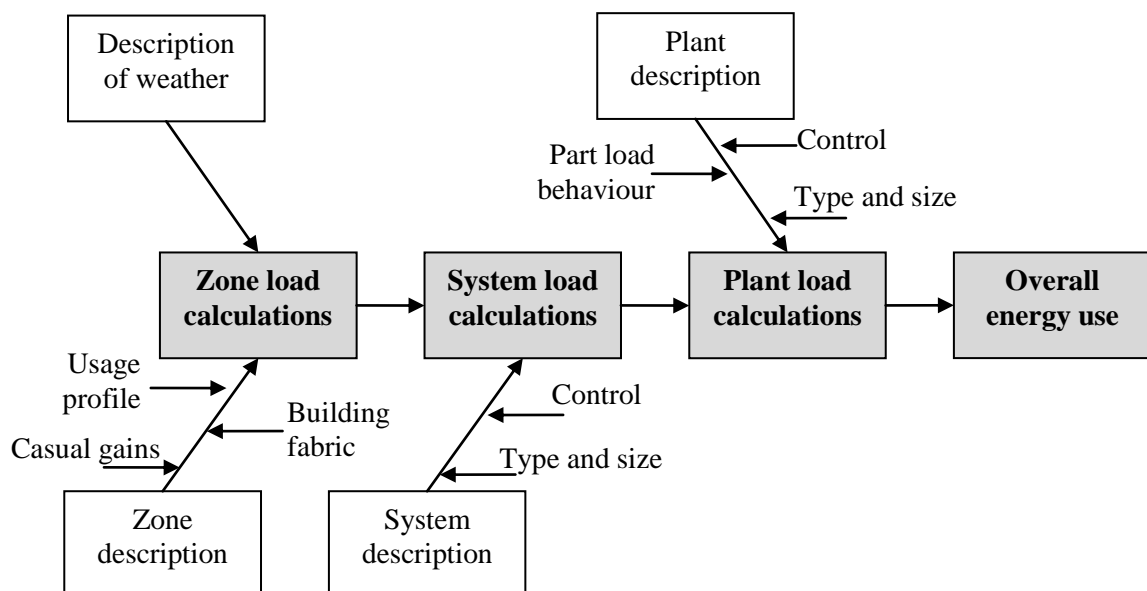 Description
of weather
Plant
description
Control
Part load
behaviour
Type and size
Zone load
calculations
System load
calculations
Plant load
calculations
Overall
energy use
Usage
profile
Building
fabric
Casual gains
Control
Type and size
Zone
description
System
description